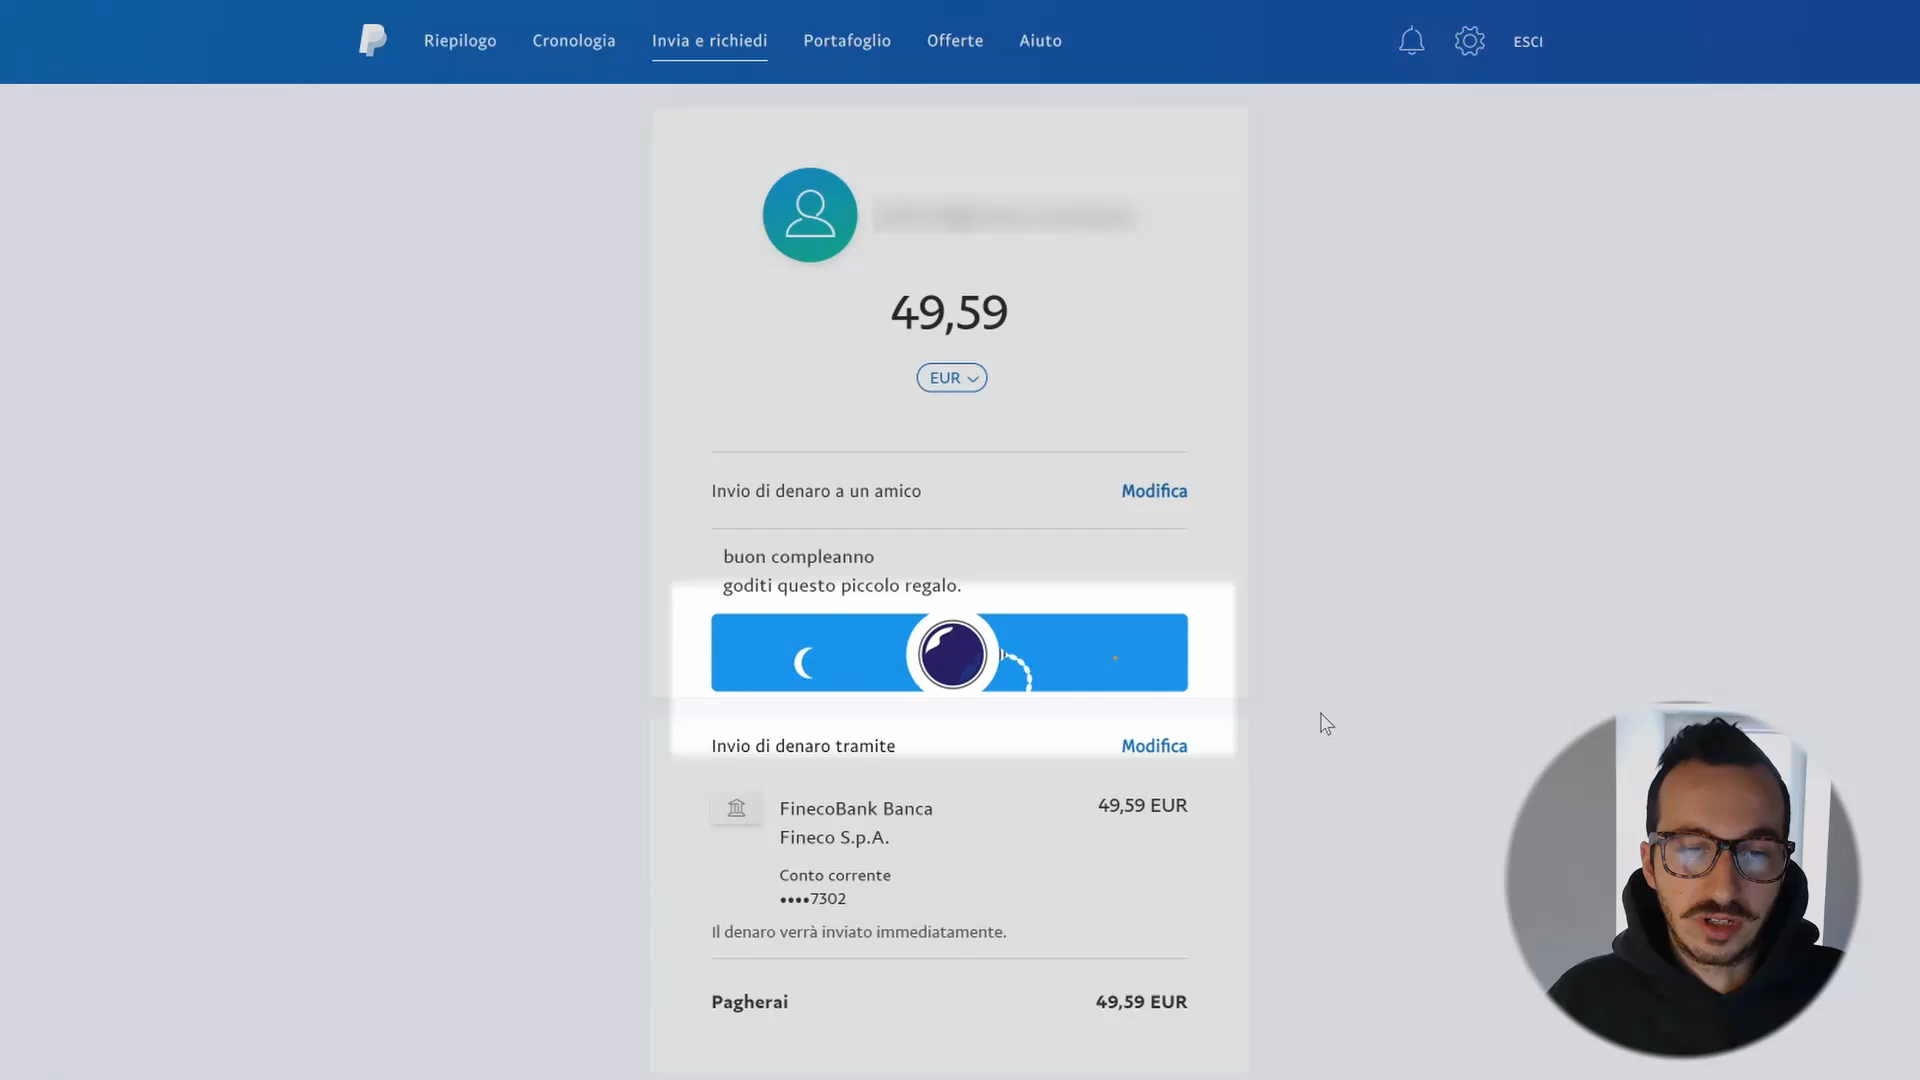 Riepilogo Cronologia Invia e richiedi Portafoglio Offerte Aiuto ESCI
49,59
EUR
Invio di denaro a un amico Modifica
buon compleanno
goditi questo piccolo regalo.
Invio di denaro tramite Modifica
FinecoBank Banca 49,59 EUR
Fineco S.p.A.
Conto corrente
••••7302
Il denaro verrà inviato immediatamente.
Pagherai 49,59 EUR